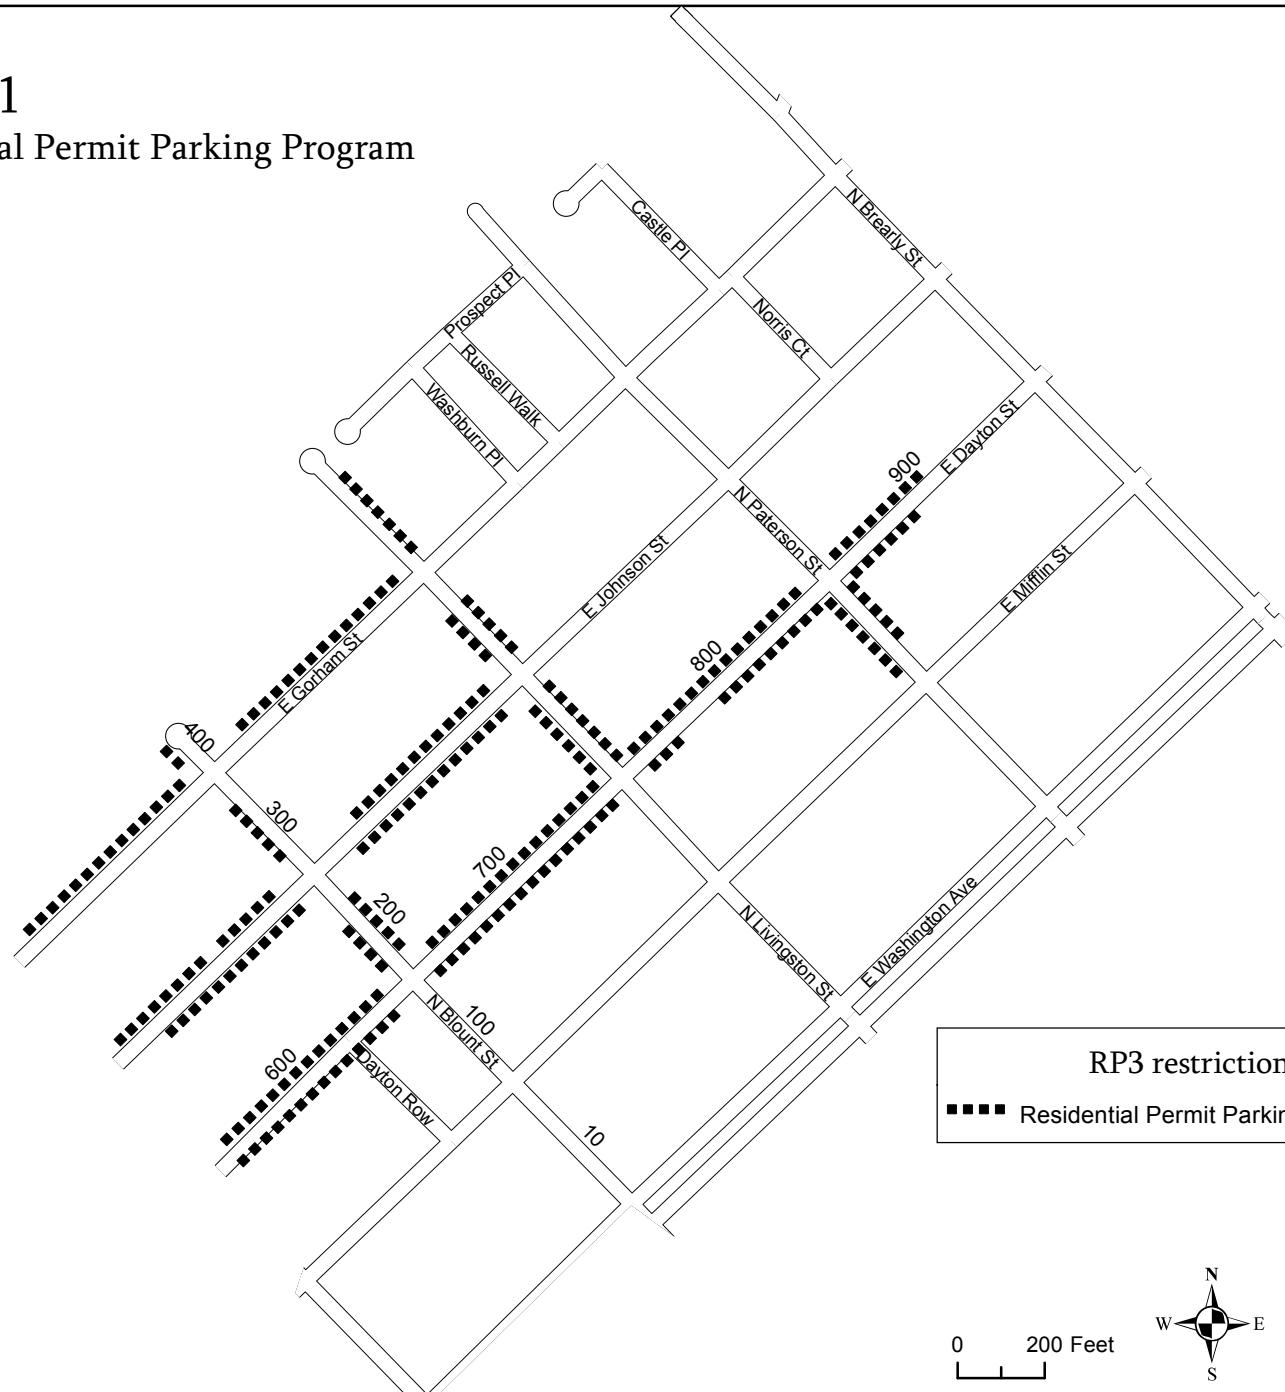 1
al Permit Parking Program
N Brearly St
Castle Pl
Prospect Pl
Norris Ct
Russell Walk
Washburn Pl
E Dayton St
900
N Paterson St
E Johnson St
E Mifflin St
800
E Gorham St
400
300
700
200
N Livingston St
E Washington Ave
100
N Blount St
600
Dayton Row
10
RP3 restriction
Residential Permit Parkin
N
W
E
S
0
200 Feet